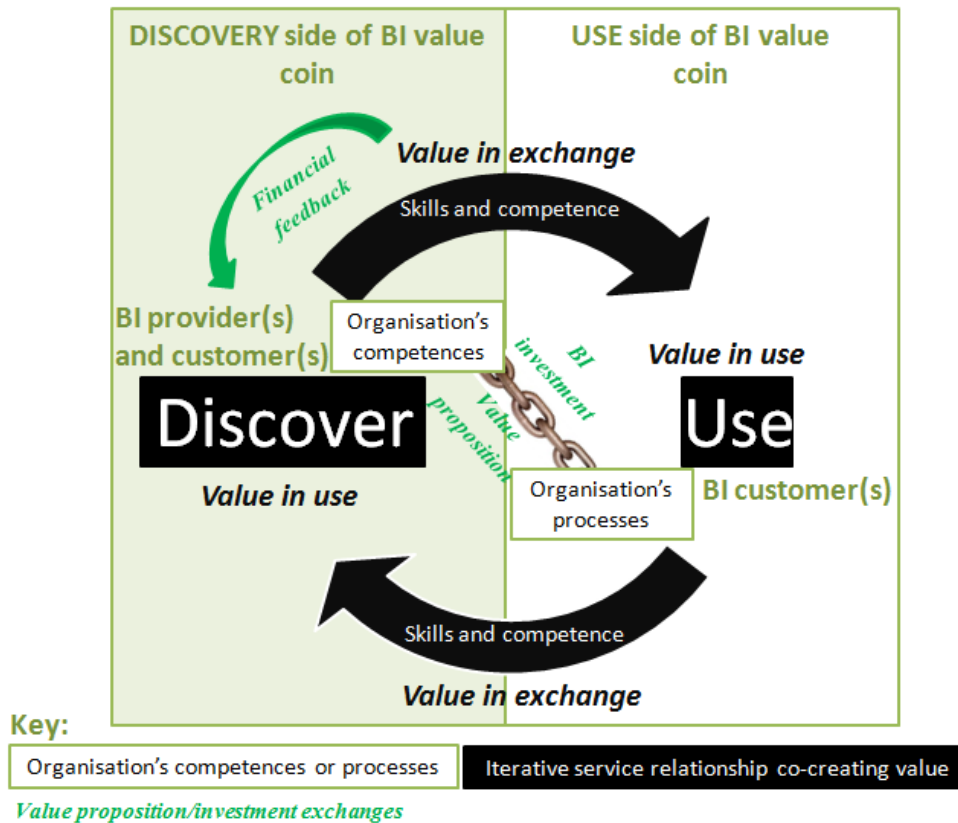 DISCOVERY side of BI value
coin
USE side of BI value
coin
Financial
feedback
Value in exchange
Skills and competence
BI provider(s)
and customer(s)
Organisation's
competences
BI
investment
Value
proposition
Value in use
Discover
Use
Value in use
Organisation's
processes
BI customer(s)
Skills and competence
Value in exchange
Key:
Organisation's competences or processes
Iterative service relationship co-creating value
Value proposition/investment exchanges